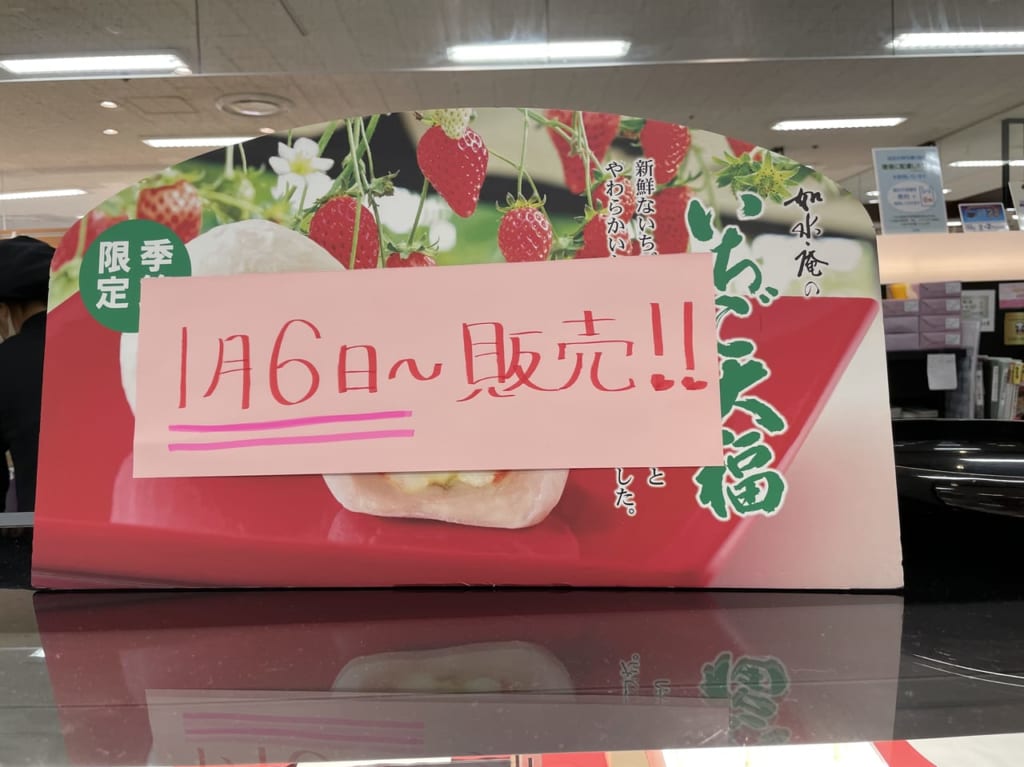 如水庵の
いちご大福
新鮮ないち
やわらかい
と
した。
季
限定
1月6日～販売!!